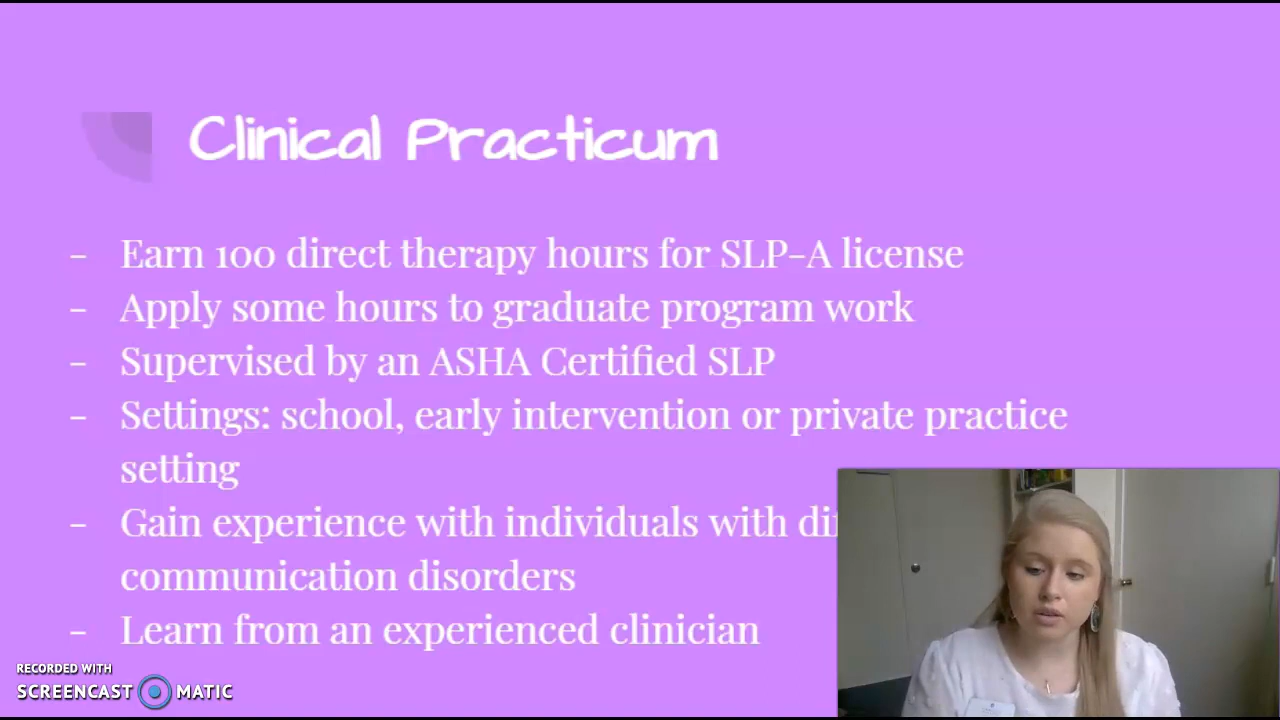 Clinical Practicum
- Earn 100 direct therapy hours for SLP-A license
- Apply some hours to graduate program work
- Supervised by an ASHA Certified SLP
- Settings: school, early intervention or private practice
setting
- Gain experience with individuals with
communication disorders
- Learn from an experienced clinician
RECORDED WITH
SCREENCAST MATIC